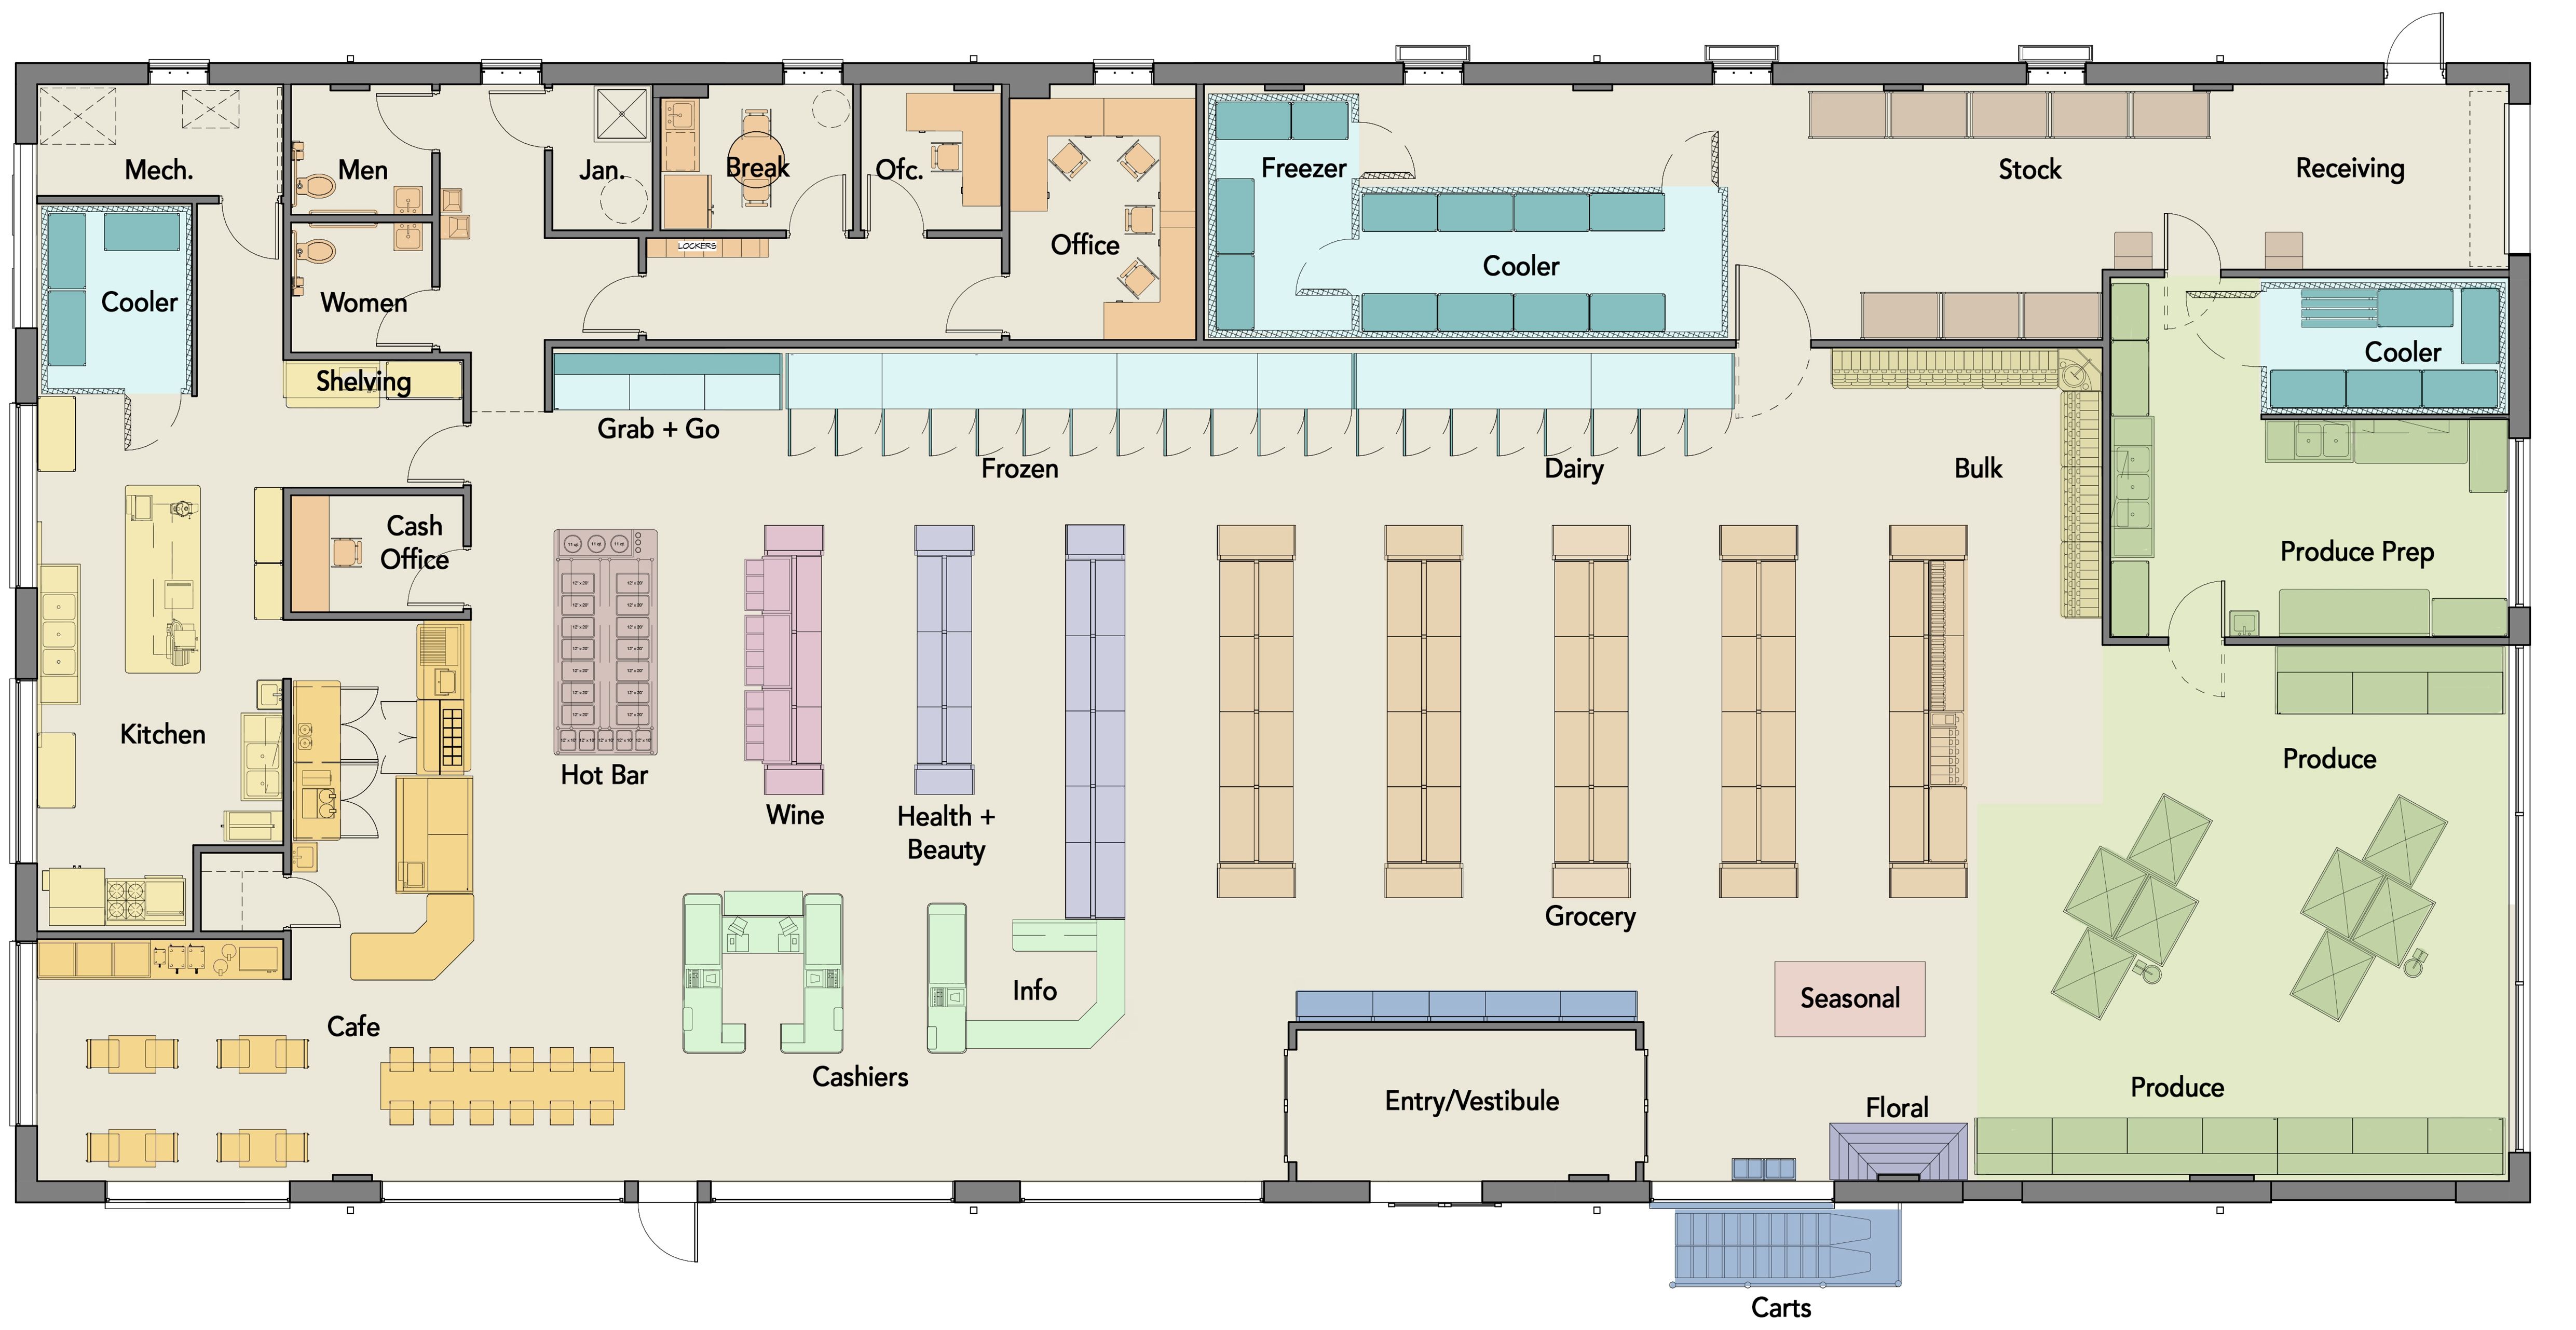 Mech.
Men
Jan.
Break
Ofc.
Freezer
Stock
Receiving
LOCKERS
Office
Cooler
Cooler
Women
Cooler
Shelving
Grab + Go
Frozen
Dairy
Bulk
Cash
Office
Produce Prep
Kitchen
Hot Bar
Wine
Health +
Beauty
Produce
Grocery
Info
Seasonal
Cafe
Cashiers
Entry/Vestibule
Floral
Produce
Carts